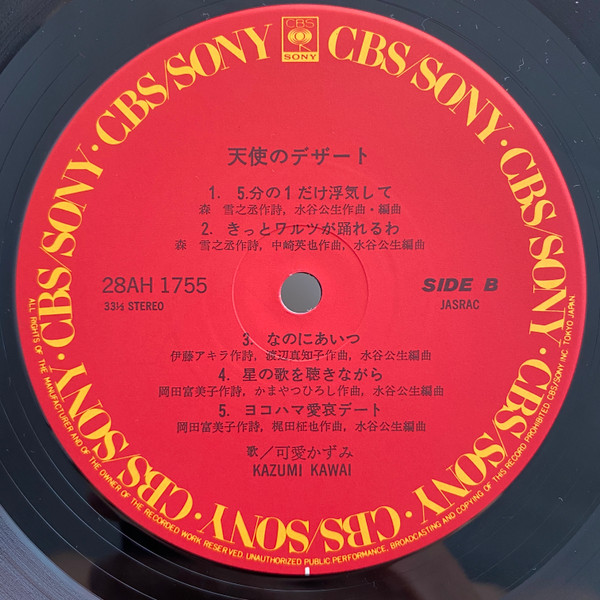 CBS
SONY
CBS/SONY · CBS/SONY · CBS/SONY · CBS/SONY · CBS/SONY · CBS/SONY · CBS/SONY · CBS/SONY
天使のデザート
1. 5.分の1だけ浮気して
森 雪之丞作詩, 水谷公生作曲・編曲
2. きっとワルツが踊れるわ
森 雪之丞作詩, 中崎英也作曲, 水谷公生編曲
28AH 1755
33⅓ STEREO
SIDE B
JASRAC
3. なのにあいつ
伊藤アキラ作詩, 渡辺真知子作曲, 水谷公生編曲
4. 星の歌を聴きながら
岡田富美子作詩, かまやつひろし作曲, 水谷公生編曲
5. ヨコハマ愛哀デート
岡田富美子作詩, 梶田柾也作曲, 水谷公生編曲
歌/可愛かずみ
KAZUMI KAWAI
ALL RIGHTS OF THE MANUFACTURER AND OF THE OWNER OF THE RECORDED WORK RESERVED. UNAUTHORIZED PUBLIC PERFORMANCE, BROADCASTING AND COPYING OF THIS RECORD PROHIBITED CBS/SONY INC. TOKYO JAPAN